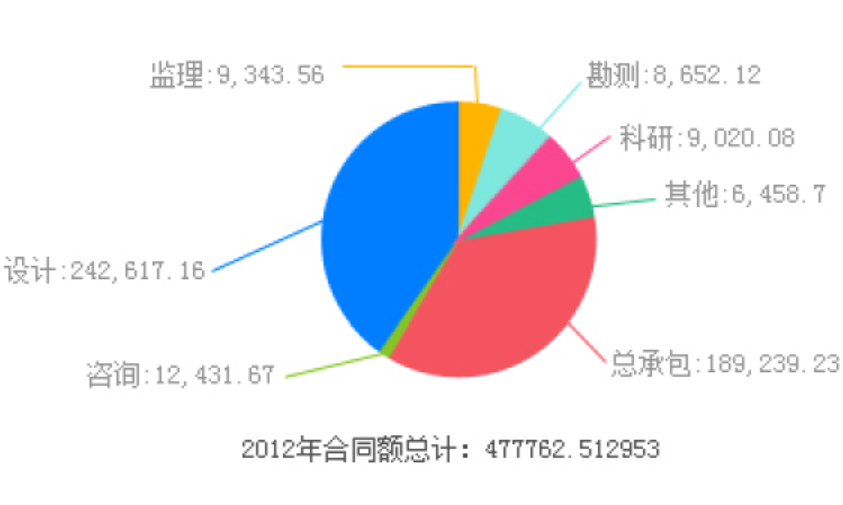 监理:9,343.56
勘测:8,652.12
科研:9,020.08
其他:6,458.7
设计:242,617.16
总承包:189,239.23
咨询:12,431.67
2012年合同额总计：477762.512953